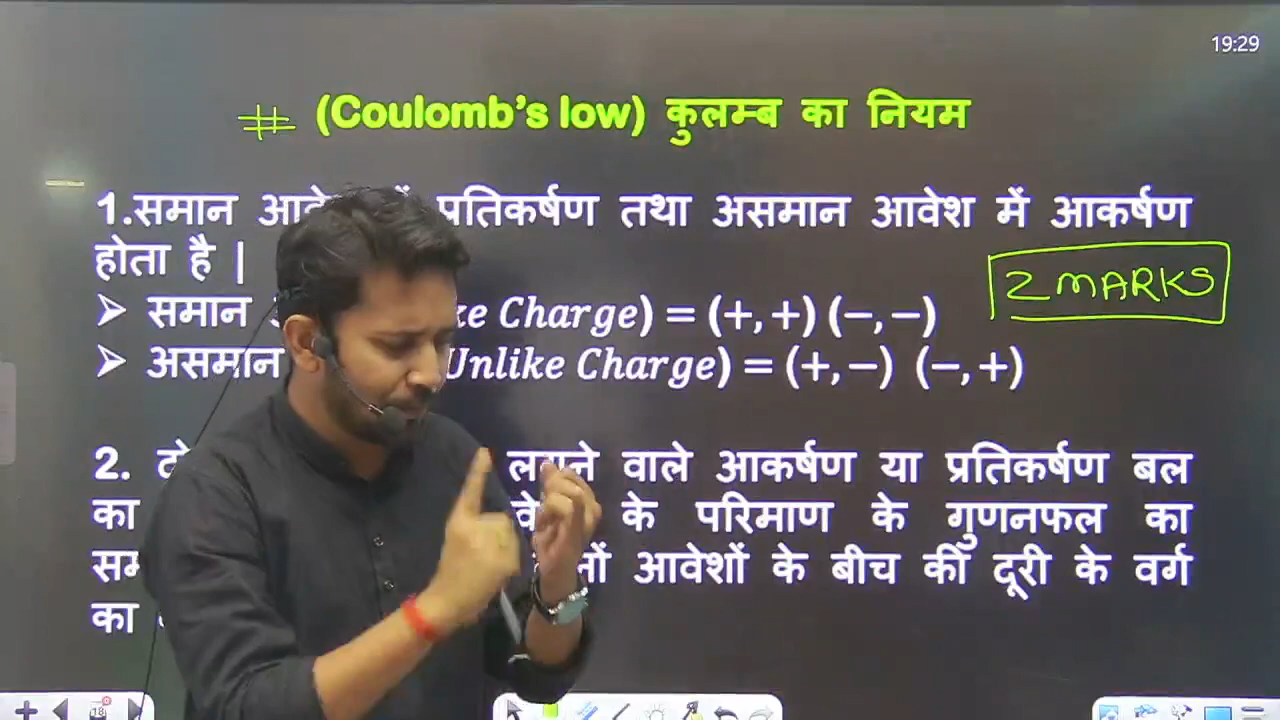 19:29
# (Coulomb's low) कुलम्ब का नियम
1.समान प्रतिकर्षण तथा असमान आवेश में आकर्षण
होता है |
2 MARKS
➤ समान Charge) = (+,+) (−,−)
➤ असमान Unlike Charge) = (+,−) (−,+)
2. वाले आकर्षण या प्रतिकर्षण बल
का के परिमाण के गुणनफल का
आवेशों के बीच की दूरी के वर्ग
का
18